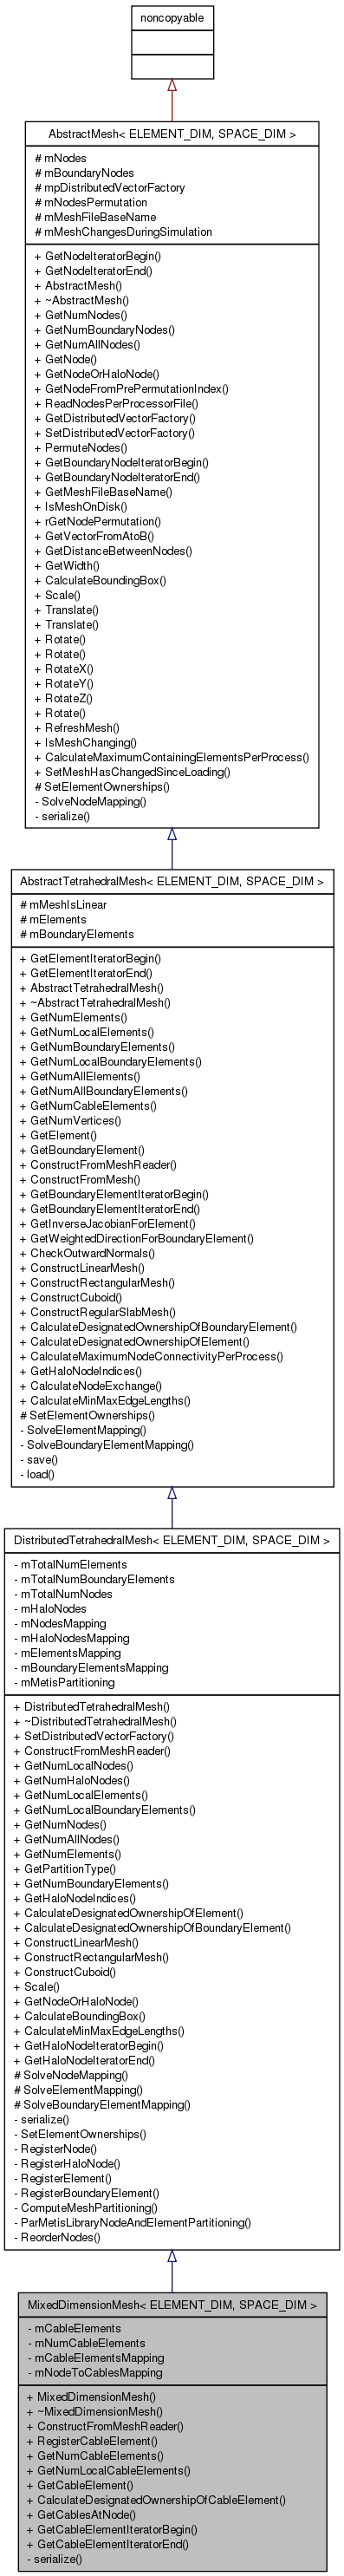 noncopyable
AbstractMesh< ELEMENT_DIM, SPACE_DIM >
# mNodes
# mBoundaryNodes
# mpDistributedVectorFactory
# mNodesPermutation
# mMeshFileBaseName
# mMeshChangesDuringSimulation
+ GetNodeIteratorBegin()
+ GetNodeIteratorEnd()
+ AbstractMesh()
+ ~AbstractMesh()
+ GetNumNodes()
+ GetNumBoundaryNodes()
+ GetNumAllNodes()
+ GetNode()
+ GetNodeOrHaloNode()
+ GetNodeFromPrePermutationIndex()
+ ReadNodesPerProcessorFile()
+ GetDistributedVectorFactory()
+ SetDistributedVectorFactory()
+ PermuteNodes()
+ GetBoundaryNodeIteratorBegin()
+ GetBoundaryNodeIteratorEnd()
+ GetMeshFileBaseName()
+ IsMeshOnDisk()
+ rGetNodePermutation()
+ GetVectorFromAtoB()
+ GetDistanceBetweenNodes()
+ GetWidth()
+ CalculateBoundingBox()
+ Scale()
+ Translate()
+ Translate()
+ Rotate()
+ Rotate()
+ RotateX()
+ RotateY()
+ RotateZ()
+ Rotate()
+ RefreshMesh()
+ IsMeshChanging()
+ CalculateMaximumContainingElementsPerProcess()
+ SetMeshHasChangedSinceLoading()
# SetElementOwnerships()
- SolveNodeMapping()
- serialize()
AbstractTetrahedralMesh< ELEMENT_DIM, SPACE_DIM >
# mMeshIsLinear
# mElements
# mBoundaryElements
+ GetElementIteratorBegin()
+ GetElementIteratorEnd()
+ AbstractTetrahedralMesh()
+ ~AbstractTetrahedralMesh()
+ GetNumElements()
+ GetNumLocalElements()
+ GetNumBoundaryElements()
+ GetNumLocalBoundaryElements()
+ GetNumAllElements()
+ GetNumAllBoundaryElements()
+ GetNumCableElements()
+ GetNumVertices()
+ GetElement()
+ GetBoundaryElement()
+ ConstructFromMeshReader()
+ ConstructFromMesh()
+ GetBoundaryElementIteratorBegin()
+ GetBoundaryElementIteratorEnd()
+ GetInverseJacobianForElement()
+ GetWeightedDirectionForBoundaryElement()
+ CheckOutwardNormals()
+ ConstructLinearMesh()
+ ConstructRectangularMesh()
+ ConstructCuboid()
+ ConstructRegularSlabMesh()
+ CalculateDesignatedOwnershipOfBoundaryElement()
+ CalculateDesignatedOwnershipOfElement()
+ CalculateMaximumNodeConnectivityPerProcess()
+ GetHaloNodeIndices()
+ CalculateNodeExchange()
+ CalculateMinMaxEdgeLengths()
# SetElementOwnerships()
- SolveElementMapping()
- SolveBoundaryElementMapping()
- save()
- load()
DistributedTetrahedralMesh< ELEMENT_DIM, SPACE_DIM >
- mTotalNumElements
- mTotalNumBoundaryElements
- mTotalNumNodes
- mHaloNodes
- mNodesMapping
- mHaloNodesMapping
- mElementsMapping
- mBoundaryElementsMapping
- mMetisPartitioning
+ DistributedTetrahedralMesh()
+ ~DistributedTetrahedralMesh()
+ SetDistributedVectorFactory()
+ ConstructFromMeshReader()
+ GetNumLocalNodes()
+ GetNumHaloNodes()
+ GetNumLocalElements()
+ GetNumLocalBoundaryElements()
+ GetNumNodes()
+ GetNumAllNodes()
+ GetNumElements()
+ GetPartitionType()
+ GetNumBoundaryElements()
+ GetHaloNodeIndices()
+ CalculateDesignatedOwnershipOfElement()
+ CalculateDesignatedOwnershipOfBoundaryElement()
+ ConstructLinearMesh()
+ ConstructRectangularMesh()
+ ConstructCuboid()
+ Scale()
+ GetNodeOrHaloNode()
+ CalculateBoundingBox()
+ CalculateMinMaxEdgeLengths()
+ GetHaloNodeIteratorBegin()
+ GetHaloNodeIteratorEnd()
# SolveNodeMapping()
# SolveElementMapping()
# SolveBoundaryElementMapping()
- serialize()
- SetElementOwnerships()
- RegisterNode()
- RegisterHaloNode()
- RegisterElement()
- RegisterBoundaryElement()
- ComputeMeshPartitioning()
- ParMetisLibraryNodeAndElementPartitioning()
- ReorderNodes()
MixedDimensionMesh< ELEMENT_DIM, SPACE_DIM >
- mCableElements
- mNumCableElements
- mCableElementsMapping
- mNodeToCablesMapping
+ MixedDimensionMesh()
+ ~MixedDimensionMesh()
+ ConstructFromMeshReader()
+ RegisterCableElement()
+ GetNumCableElements()
+ GetNumLocalCableElements()
+ GetCableElement()
+ CalculateDesignatedOwnershipOfCableElement()
+ GetCablesAtNode()
+ GetCableElementIteratorBegin()
+ GetCableElementIteratorEnd()
- serialize()